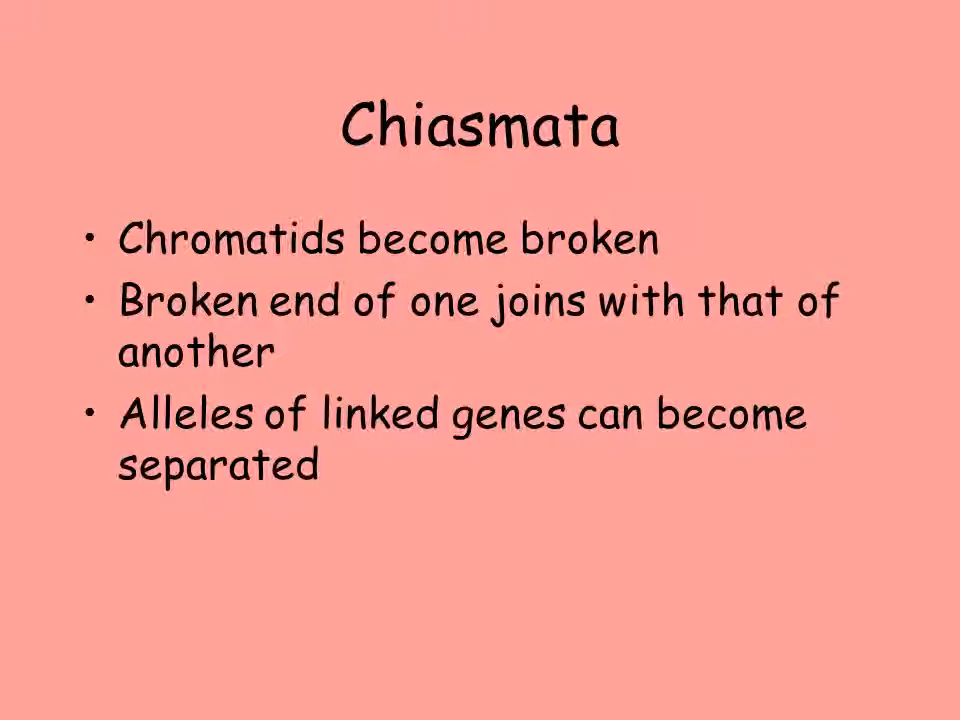 Chiasmata
• Chromatids become broken
• Broken end of one joins with that of
another
• Alleles of linked genes can become
separated